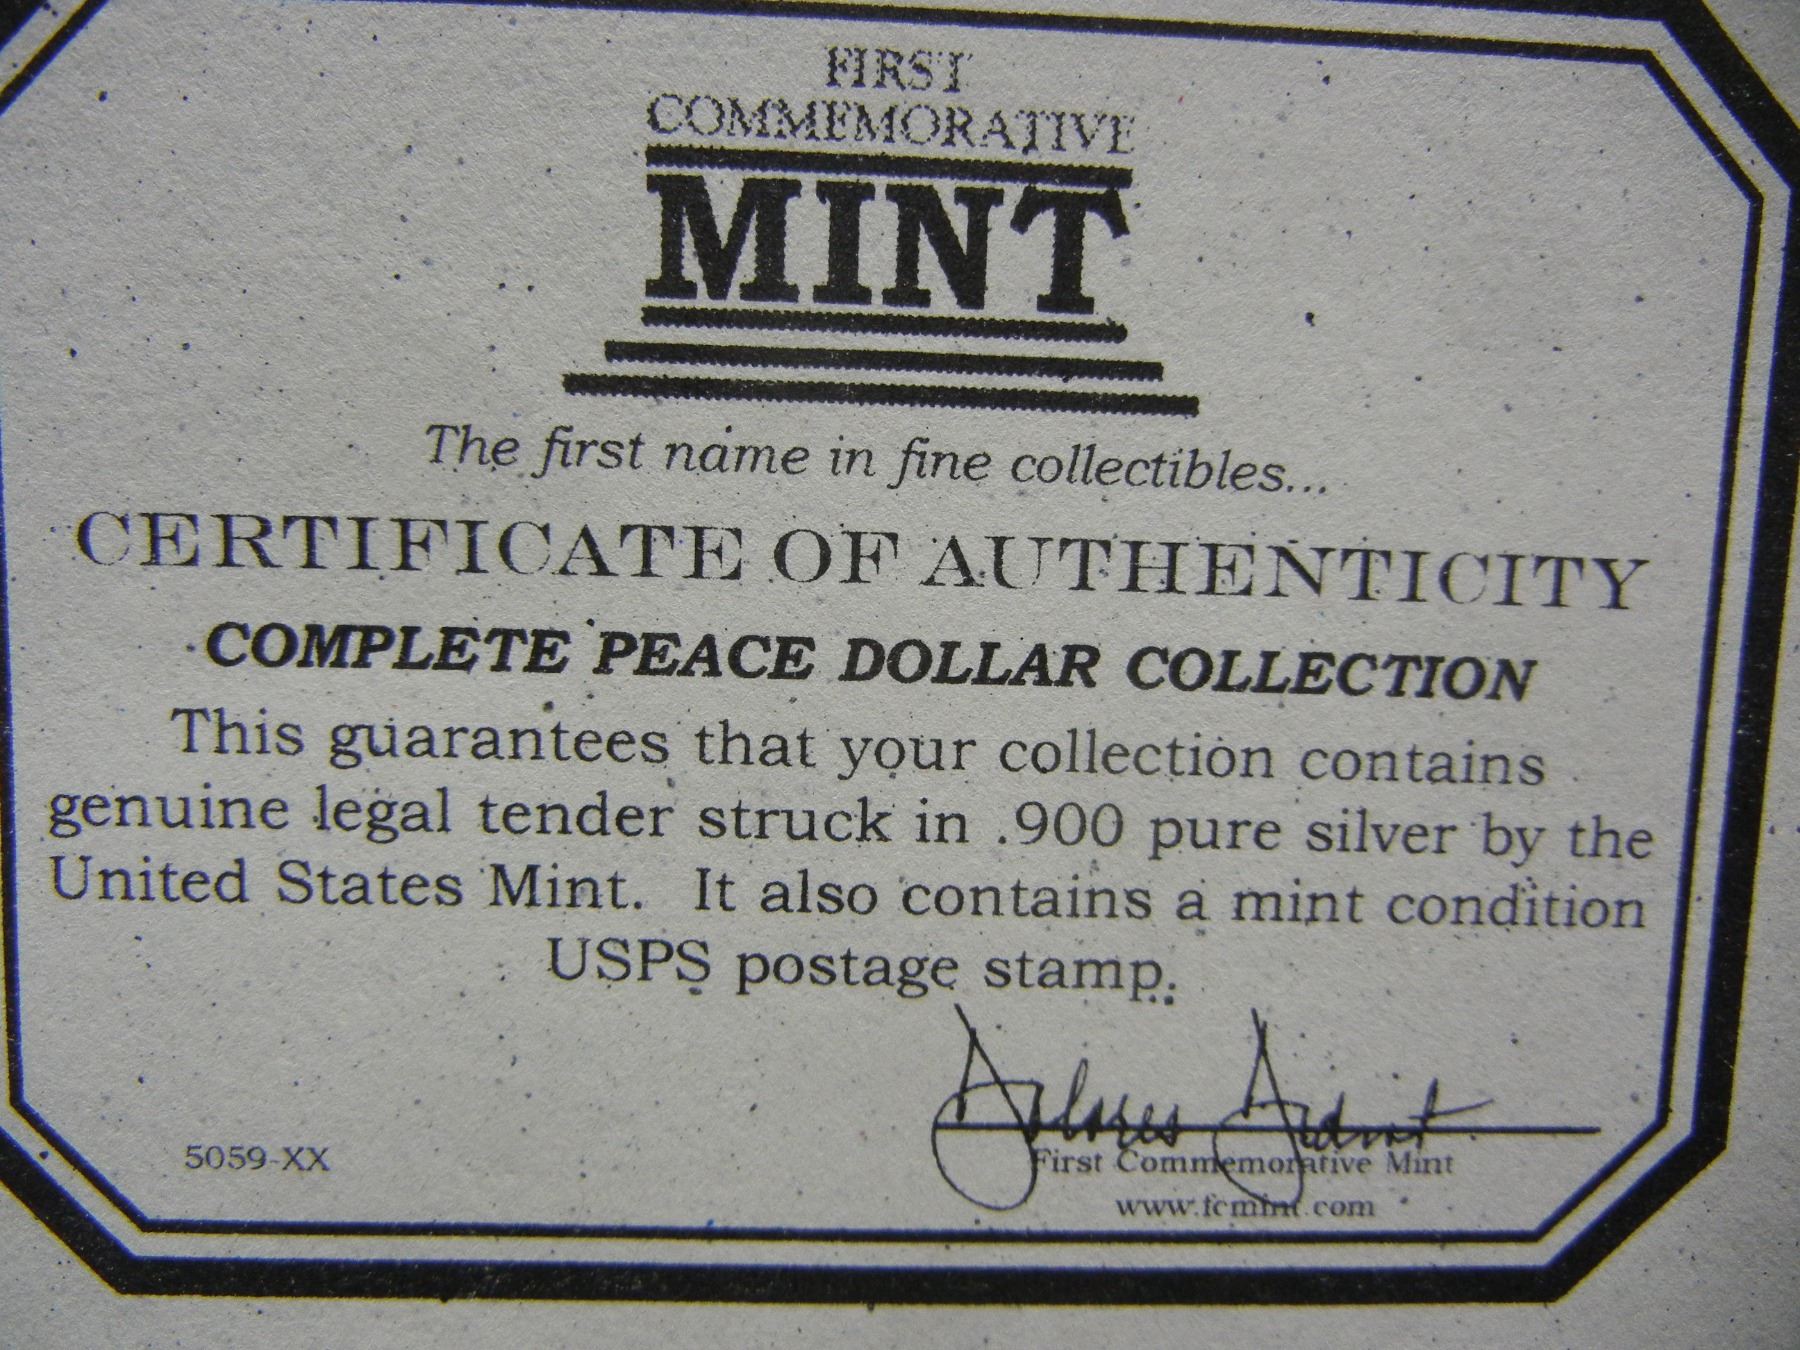 FIRST
COMMEMORATIVE
MINT
The first name in fine collectibles...
CERTIFICATE OF AUTHENTICITY
COMPLETE PEACE DOLLAR COLLECTION
This guarantees that your collection contains
genuine legal tender struck in .900 pure silver by the
United States Mint. It also contains a mint condition
USPS postage stamp.
5059-XX
First Commemorative Mint
www.fcmint.com